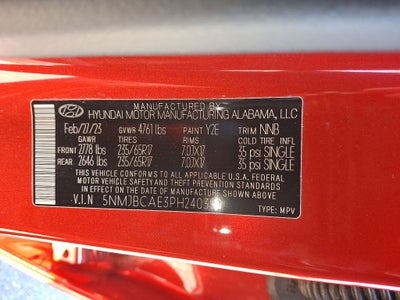 MANUFACTURED BY
HYUNDAI MOTOR MANUFACTURING ALABAMA, LLC
Feb/27/23 GVWR 4761 lbs PAINT Y2E TRIM NNB
GAWR TIRES RIMS COLD TIRE INFL
FRONT 2778 lbs 235/65R17 7.0JX17 35 psi SINGLE
REAR 2646 lbs 235/65R17 7.0JX17 35 psi SINGLE
THIS VEHICLE CONFORMS TO ALL APPLICABLE U.S.A FEDERAL
MOTOR VEHICLE SAFETY AND THEFT PREVENTION STANDARDS
IN EFFECT ON THE DATE OF MANUFACTURE SHOWN ABOVE.
V.I.N
TYPE: MPV